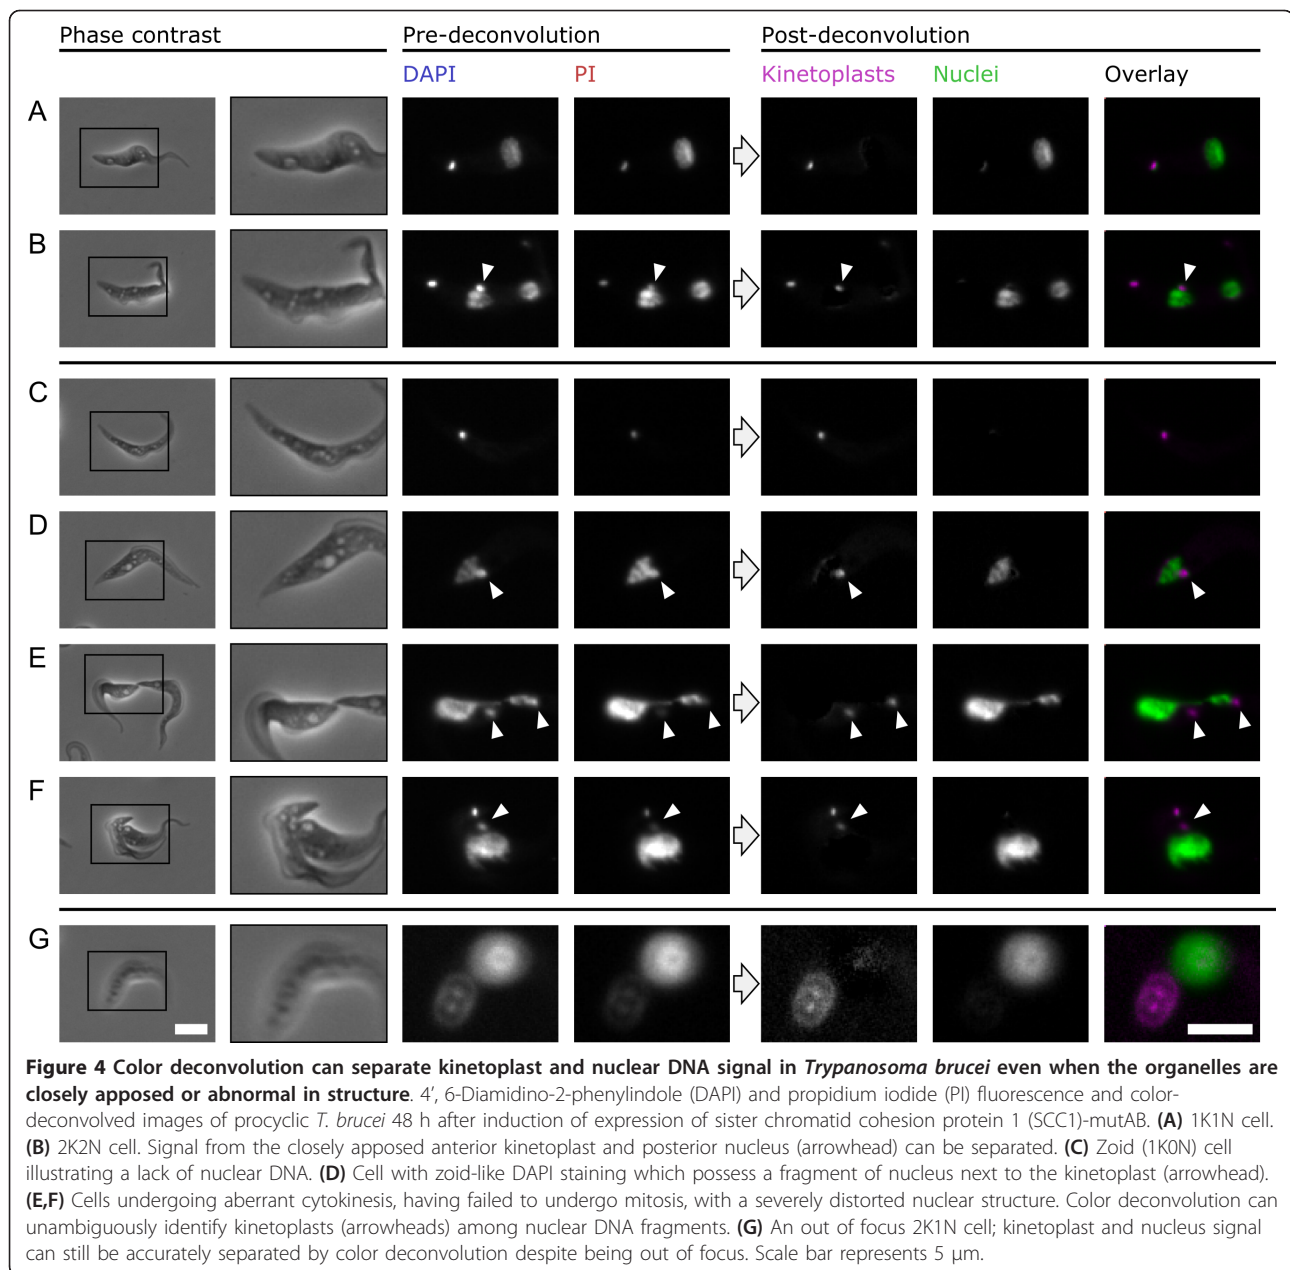 Phase contrast Pre-deconvolution Post-deconvolution
DAPI PI Kinetoplasts Nuclei Overlay
A
B
C
D
E
F
G
Figure 4 Color deconvolution can separate kinetoplast and nuclear DNA signal in Trypanosoma brucei even when the organelles are
closely apposed or abnormal in structure. 4′, 6-Diamidino-2-phenylindole (DAPI) and propidium iodide (PI) fluorescence and color-
deconvolved images of procyclic T. brucei 48 h after induction of expression of sister chromatid cohesion protein 1 (SCC1)-mutAB. (A) 1K1N cell.
(B) 2K2N cell. Signal from the closely apposed anterior kinetoplast and posterior nucleus (arrowhead) can be separated. (C) Zoid (1K0N) cell
illustrating a lack of nuclear DNA. (D) Cell with zoid-like DAPI staining which possess a fragment of nucleus next to the kinetoplast (arrowhead).
(E,F) Cells undergoing aberrant cytokinesis, having failed to undergo mitosis, with a severely distorted nuclear structure. Color deconvolution can
unambiguously identify kinetoplasts (arrowheads) among nuclear DNA fragments. (G) An out of focus 2K1N cell; kinetoplast and nucleus signal
can still be accurately separated by color deconvolution despite being out of focus. Scale bar represents 5 μm.